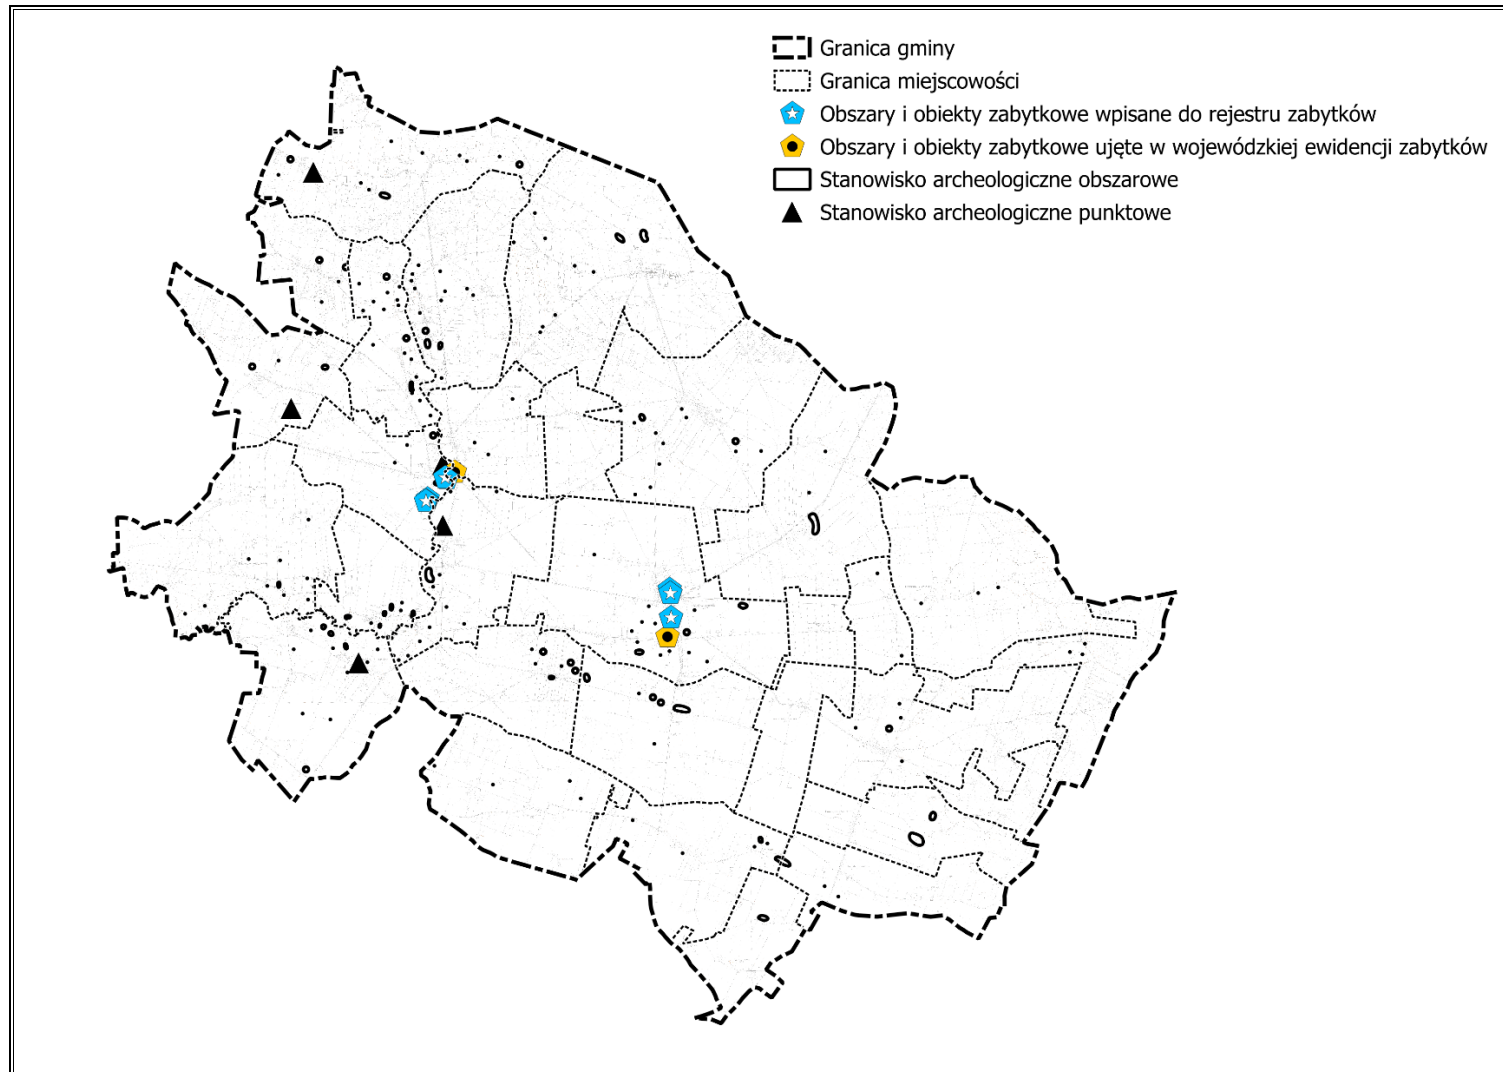 Granica gminy
Granica miejscowości
Obszary i obiekty zabytkowe wpisane do rejestru zabytków
Obszary i obiekty zabytkowe ujęte w wojewódzkiej ewidencji zabytków
Stanowisko archeologiczne obszarowe
Stanowisko archeologiczne punktowe